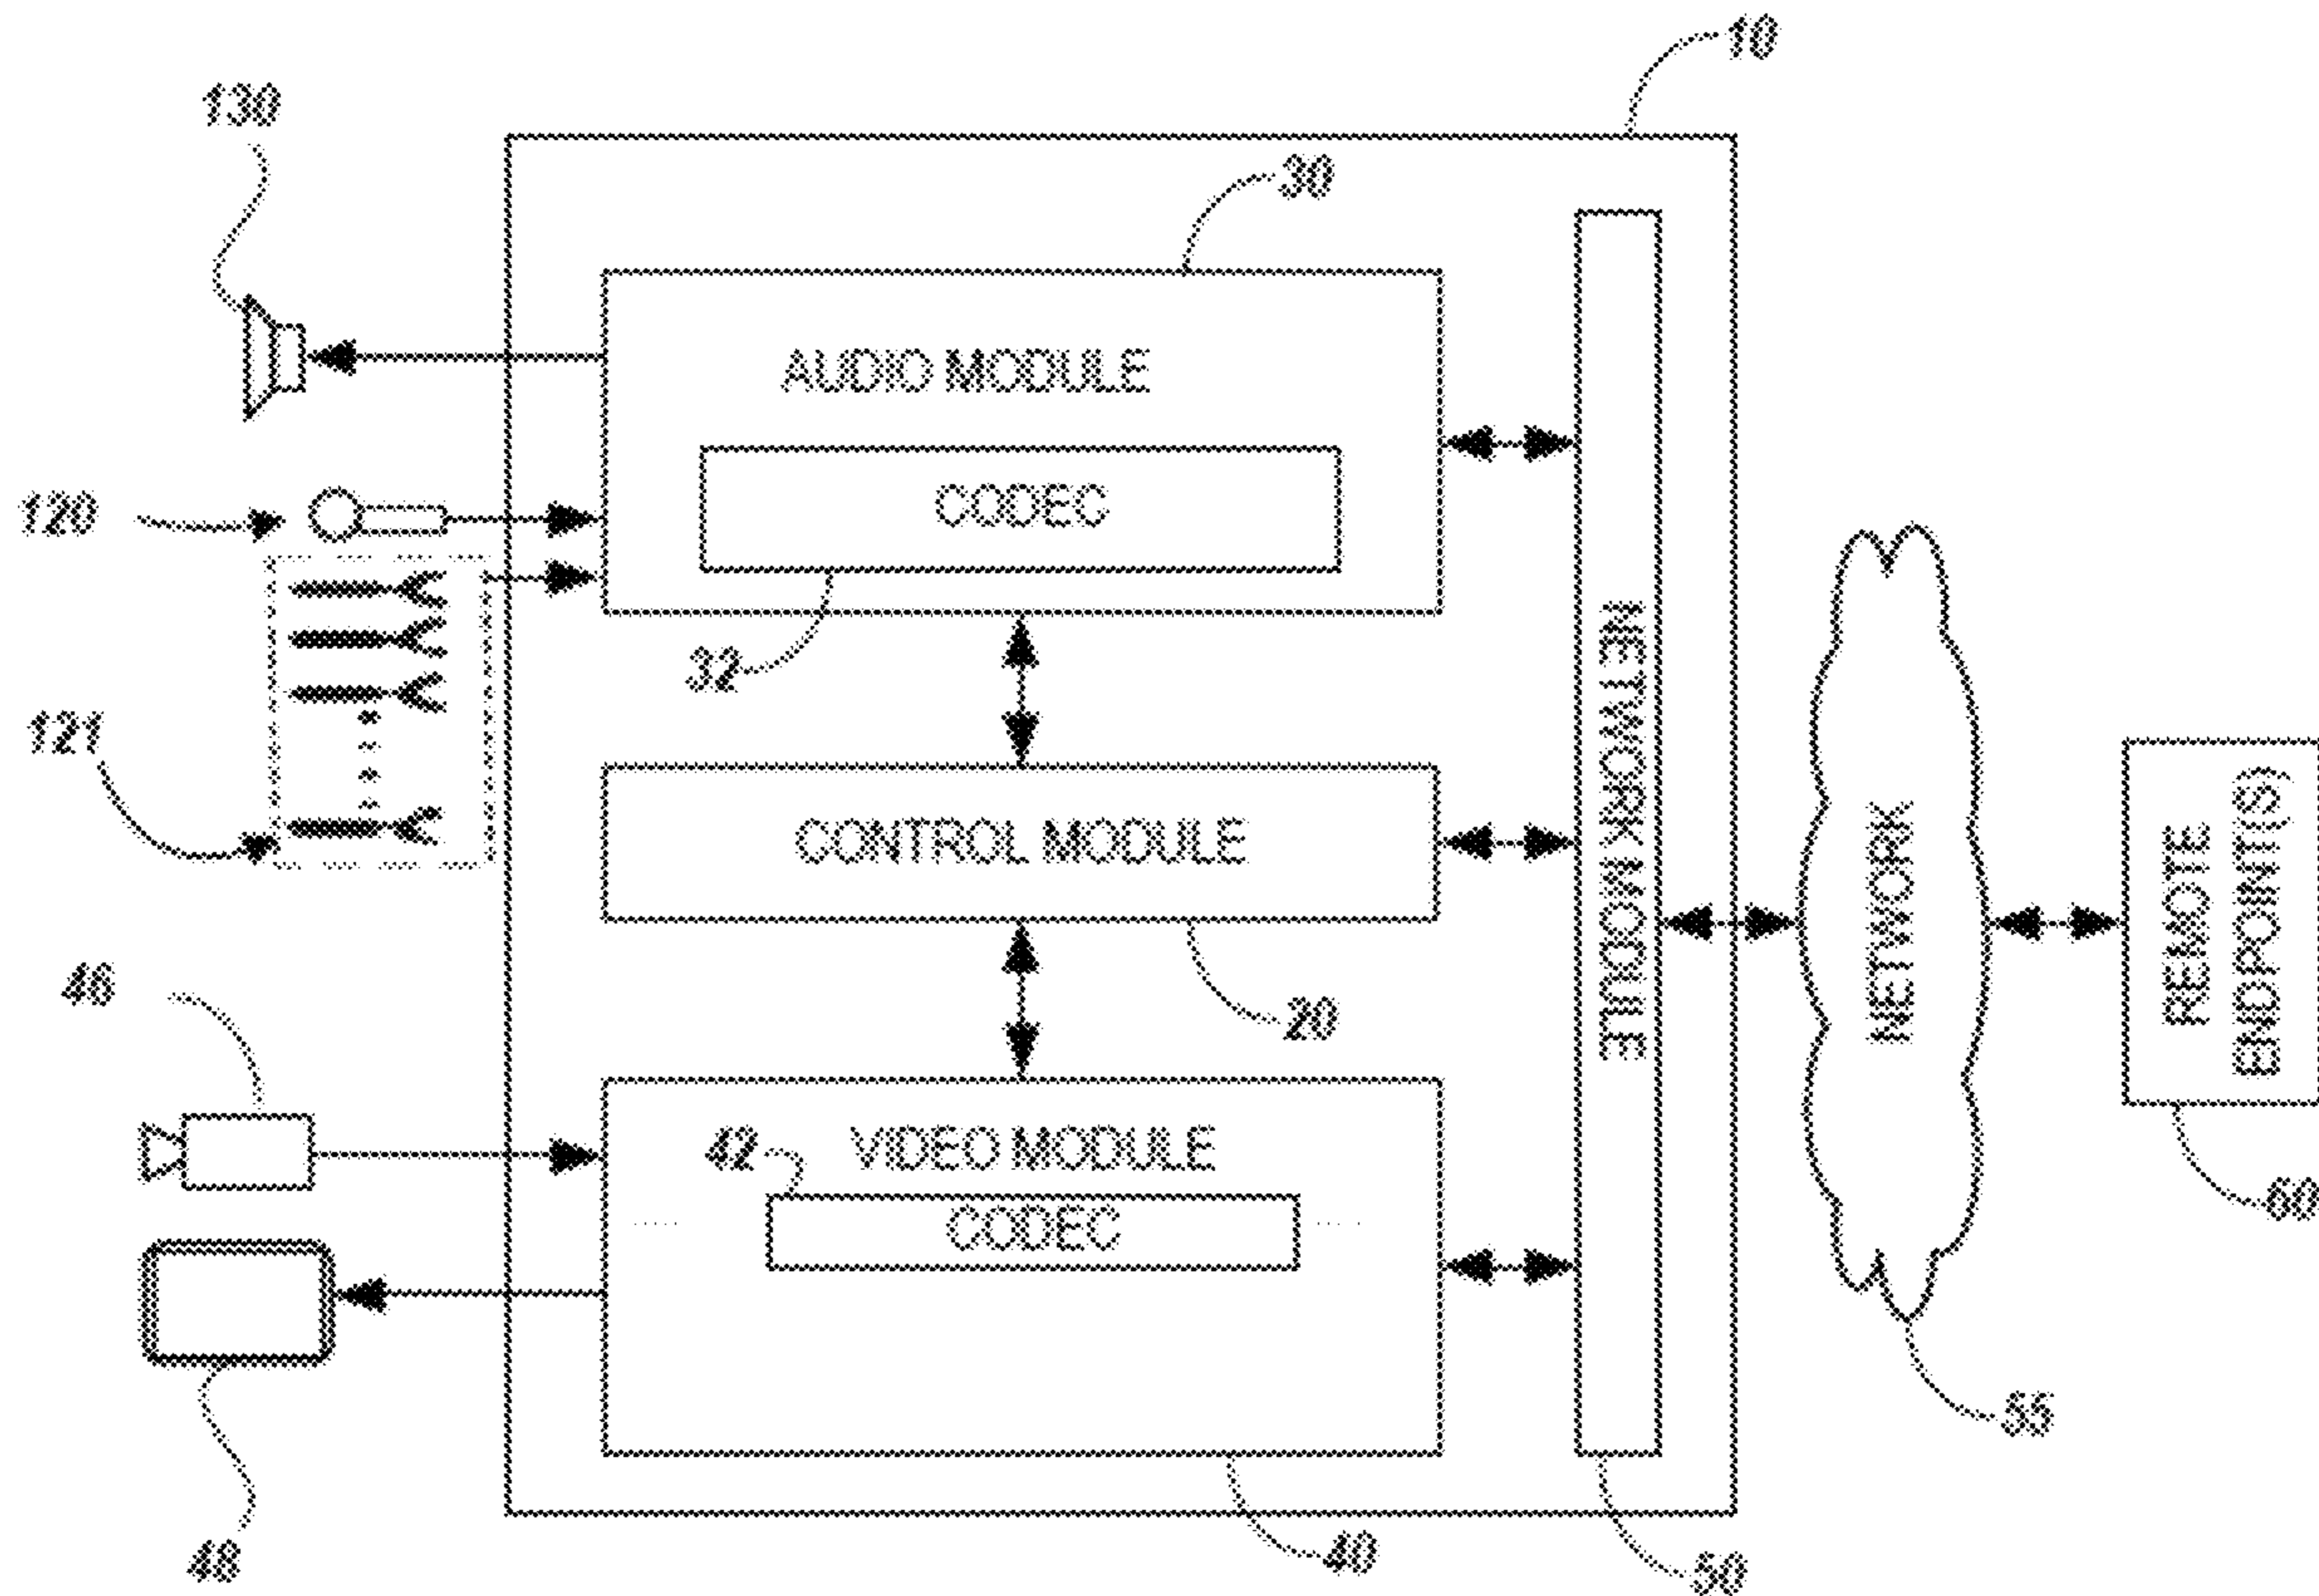 10
130
30
AUDIO MODULE
CODEC
120
32
121
NETWORK MODULE
CONTROL MODULE
NETWORK
REMOTE
ENDPOINT(S)
46
20
42
VIDEO MODULE
CODEC
60
55
48
40
50